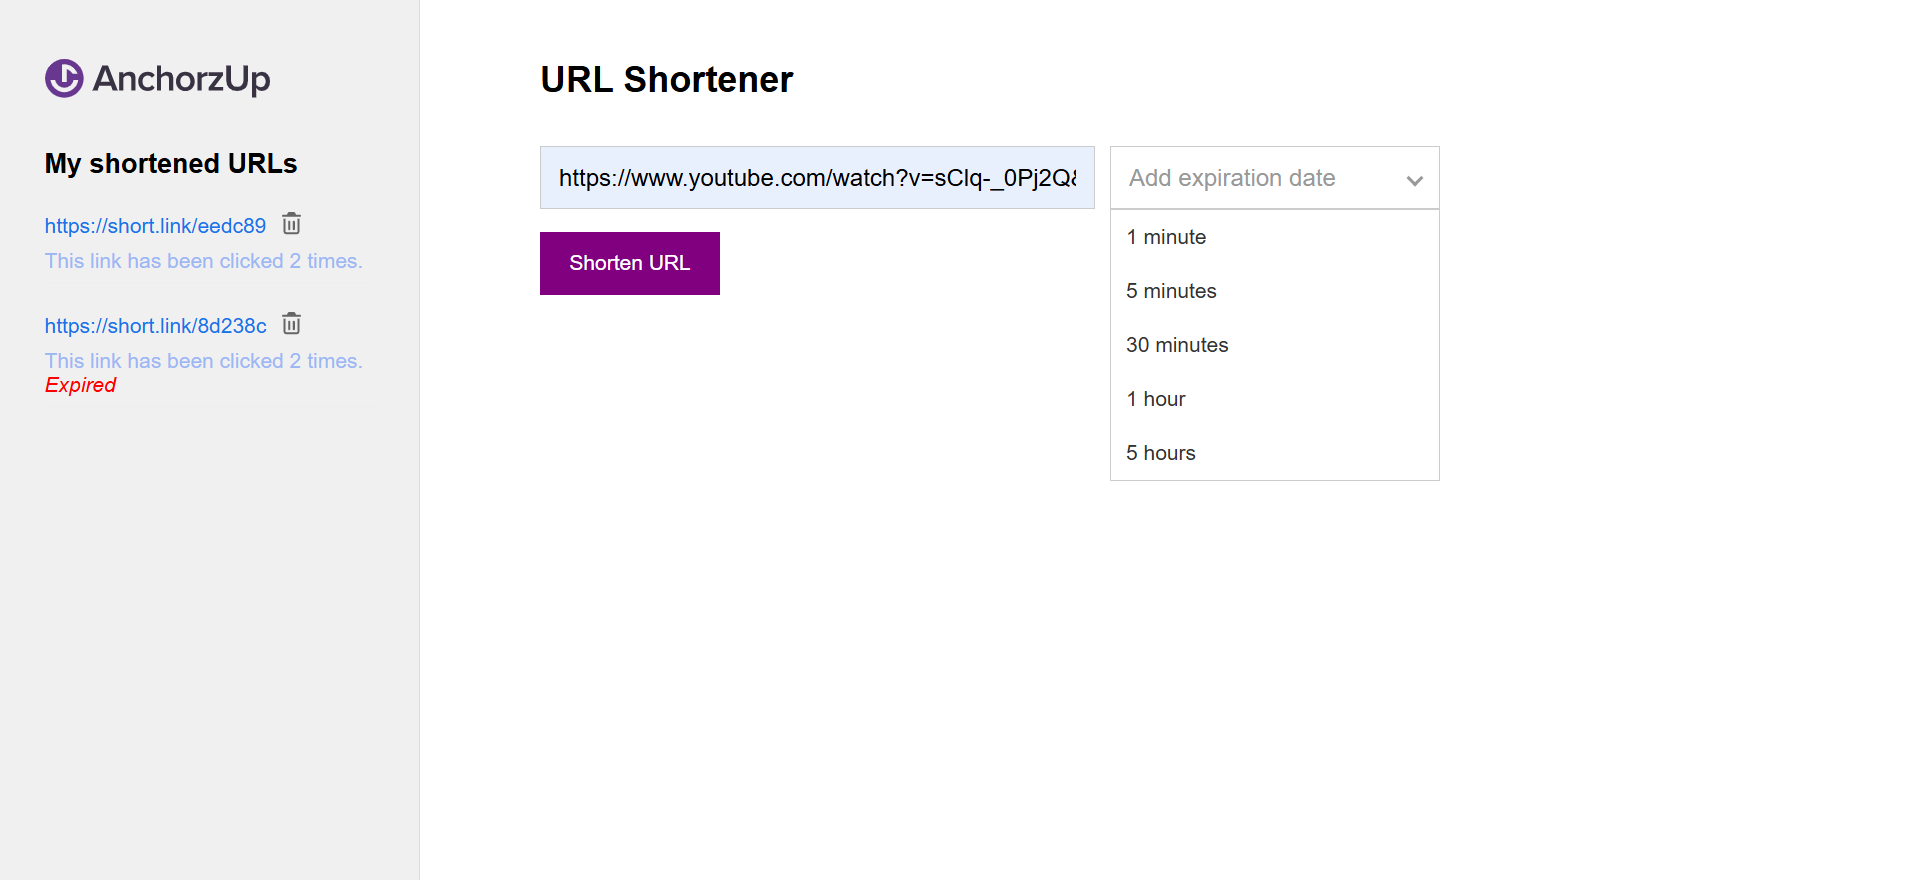 AnchorzUp
My shortened URLs
https://short.link/eedc89
This link has been clicked 2 times.
https://short.link/8d238c
This link has been clicked 2 times.
Expired
URL Shortener
https://www.youtube.com/watch?v=sClq-_0Pj2Q&
Add expiration date
Shorten URL
1 minute
5 minutes
30 minutes
1 hour
5 hours